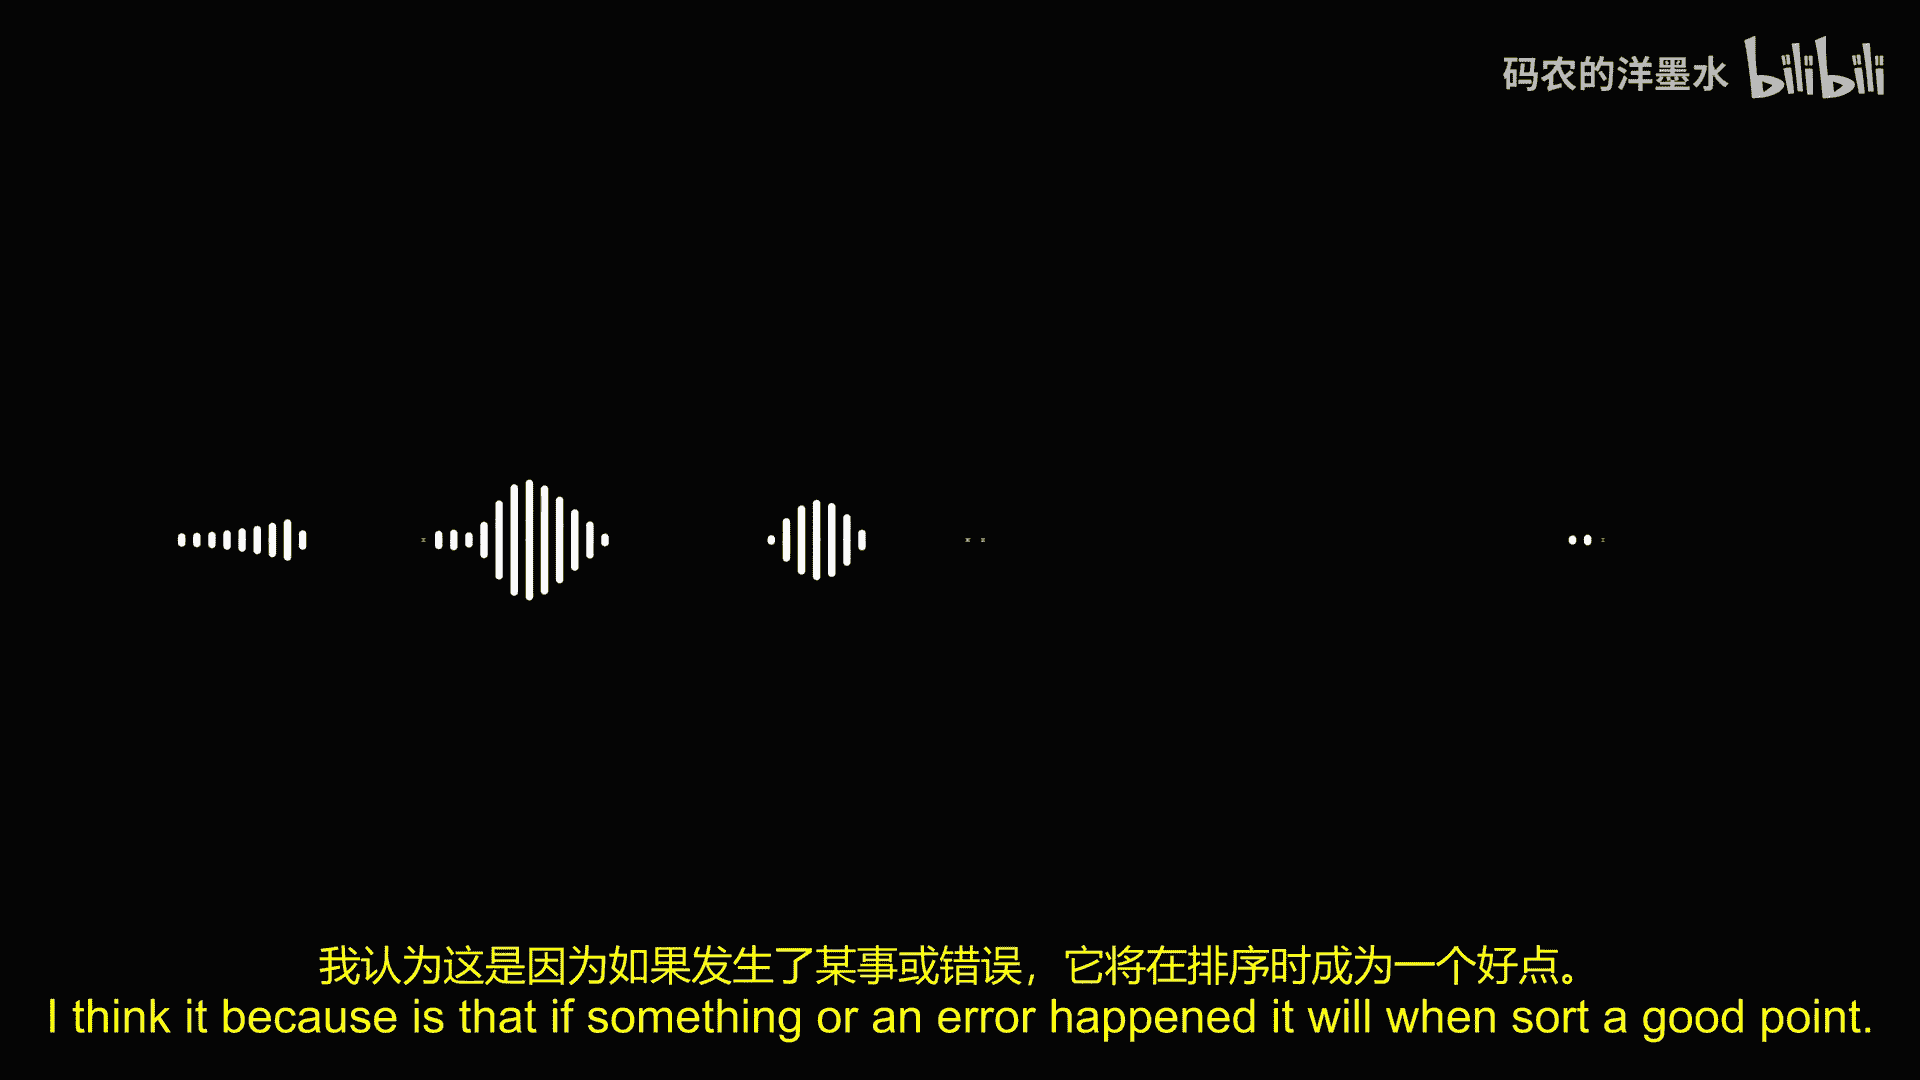 码农的洋墨水 bilibili
我认为这是因为如果发生了某事或错误，它将在排序时成为一个好点。
I think it because is that if something or an error happened it will when sort a good point.